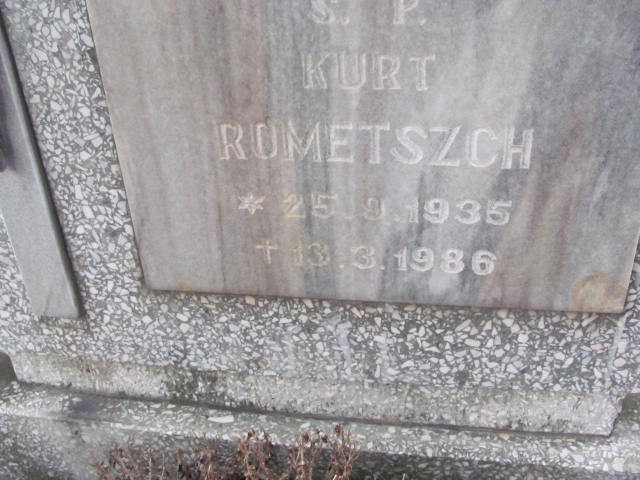 S. P.
KURT
ROMETSZCH
* 25.9.1935
† 13.3.1986